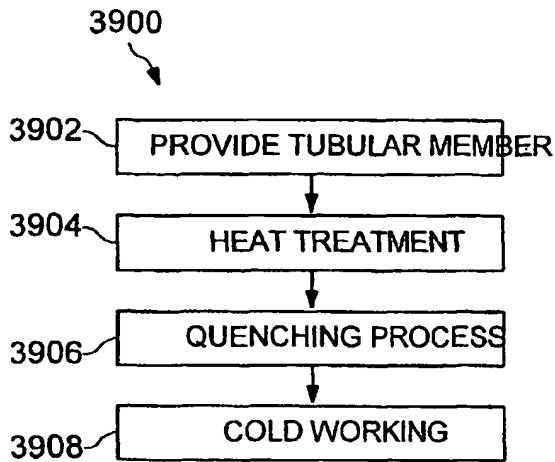 3900
3902 PROVIDE TUBULAR MEMBER
3904 HEAT TREATMENT
3906 QUENCHING PROCESS
3908 COLD WORKING